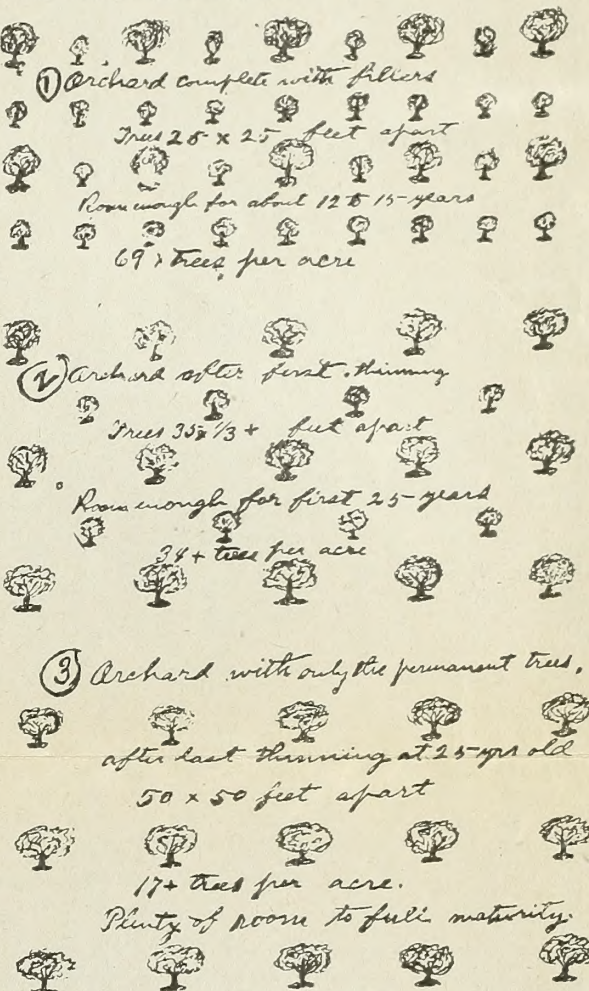 ① Orchard complete with fillers
Trees 25 x 25 feet apart
Room enough for about 12 to 15 years
69+ trees per acre
② Orchard after first thinning
Trees 35 1/3 + feet apart
Room enough for first 25 years
34+ trees per acre
③ Orchard with only the permanent trees.
after last thinning at 25 yrs old
50 x 50 feet apart
17+ trees per acre.
Plenty of room to full maturity.